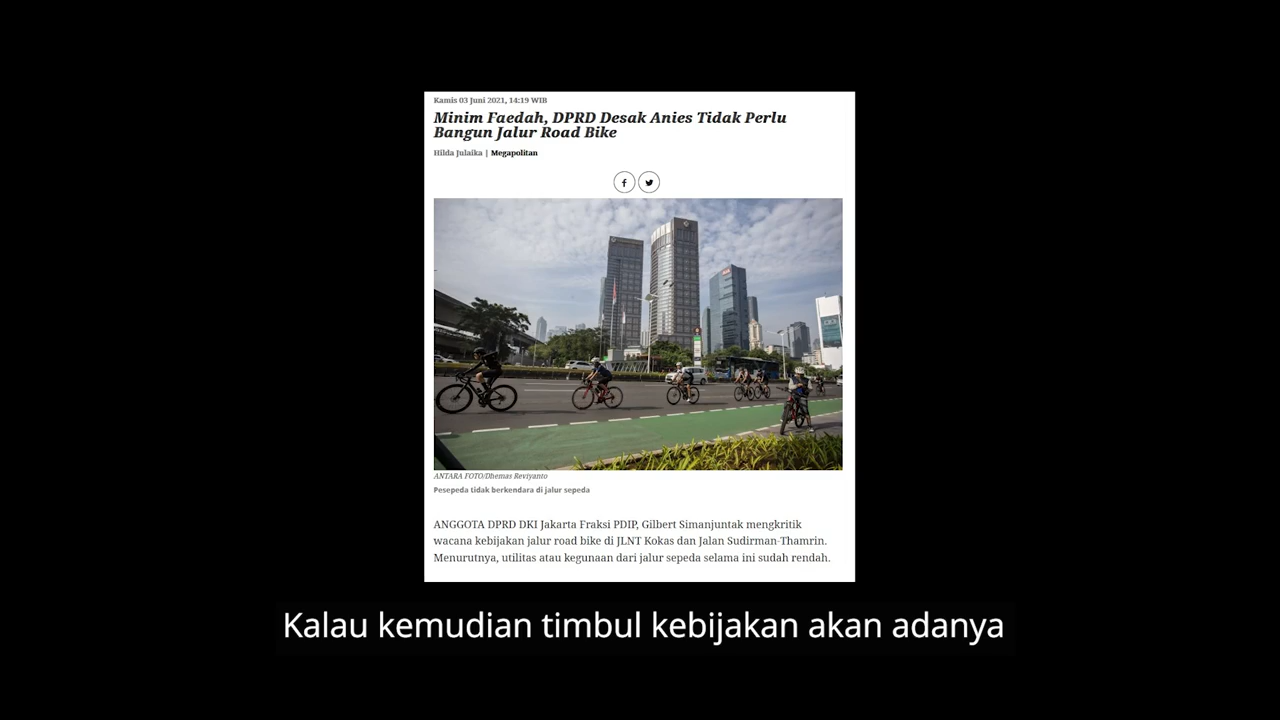 Kamis 03 Juni 2021, 14:19 WIB
Minim Faedah, DPRD Desak Anies Tidak Perlu
Bangun Jalur Road Bike
Hilda Julaika | Megapolitan
ANTARA FOTO/Dhemas Reviyanto
Pesepeda tidak berkendara di jalur sepeda
ANGGOTA DPRD DKI Jakarta Fraksi PDIP, Gilbert Simanjuntak mengkritik
wacana kebijakan jalur road bike di JLNT Kokas dan Jalan Sudirman-Thamrin.
Menurutnya, utilitas atau kegunaan dari jalur sepeda selama ini sudah rendah.
Kalau kemudian timbul kebijakan akan adanya